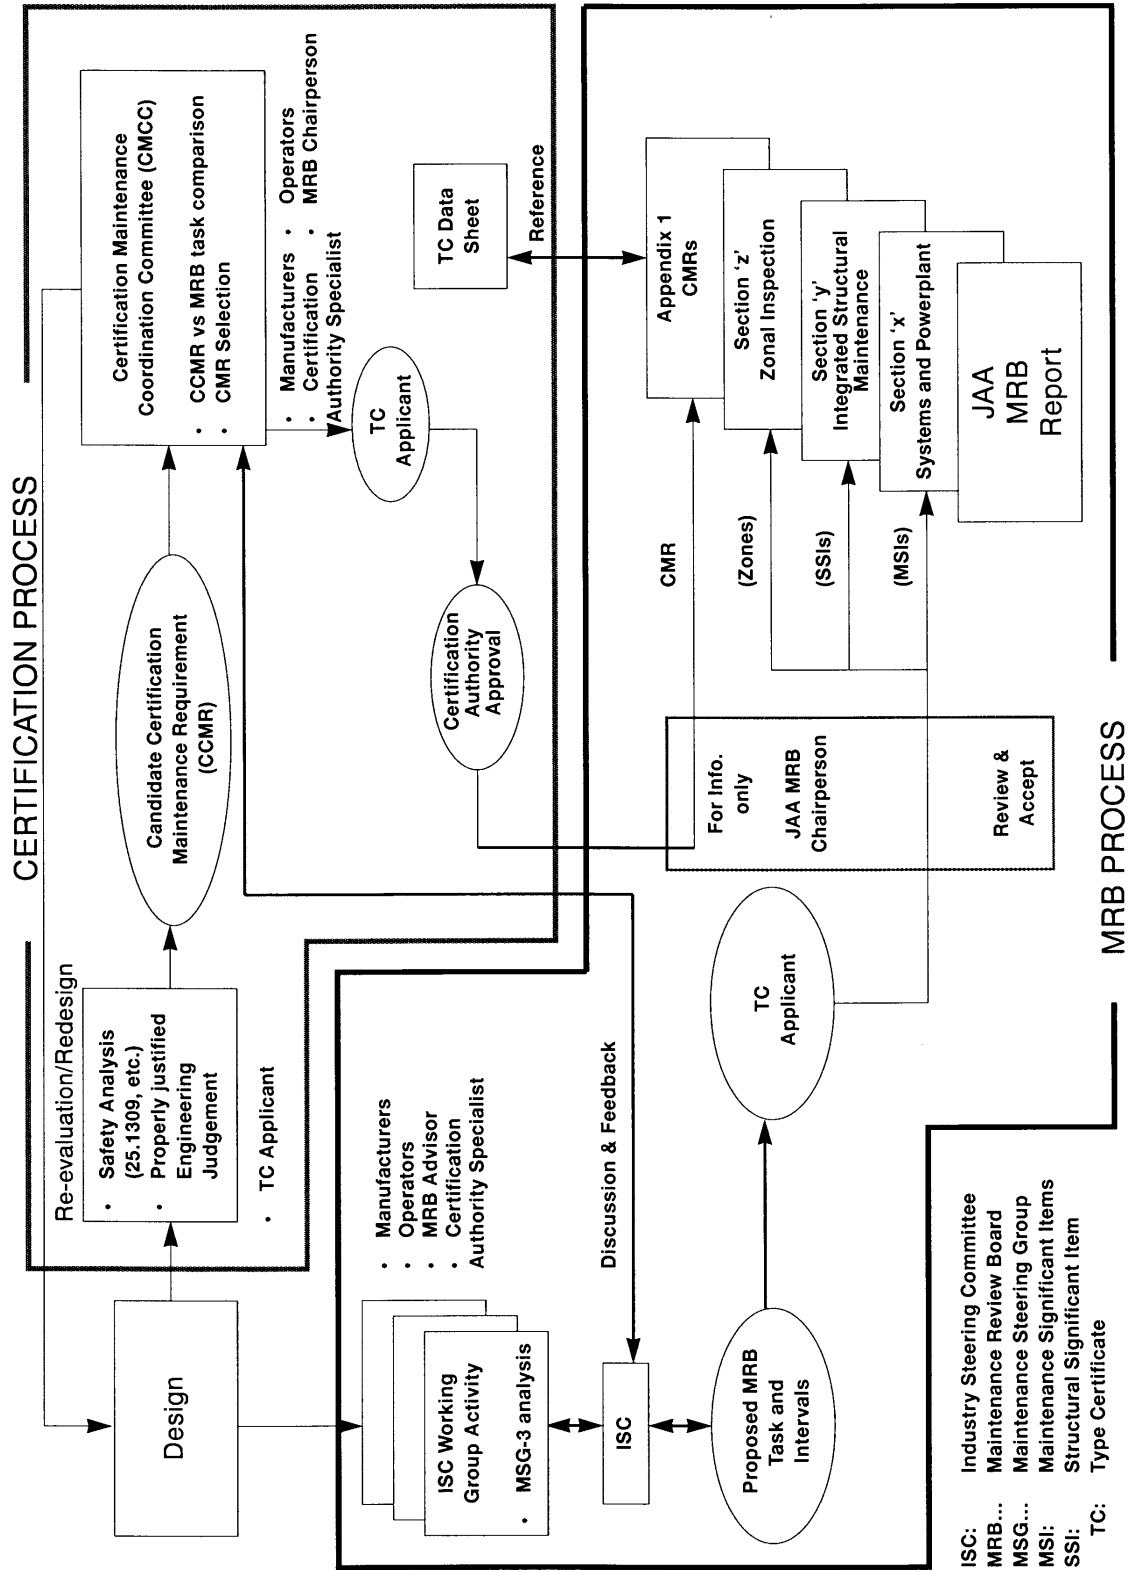 CERTIFICATION PROCESS
Re-evaluation/Redesign
Design
• Safety Analysis
(25.1309, etc.)
• Properly justified
Engineering
Judgement
• TC Applicant
Candidate Certification
Maintenance Requirement
(CCMR)
Certification Maintenance
Coordination Committee (CMCC)
• CCMR vs MRB task comparison
• CMR Selection
• Manufacturers • Operators
• Certification • MRB Chairperson
Authority Specialist
TC
Applicant
Certification
Authority
Approval
TC Data
Sheet
Reference
ISC Working
Group Activity
• MSG-3 analysis
• Manufacturers
• Operators
• MRB Advisor
• Certification
Authority Specialist
ISC
Discussion & Feedback
Proposed MRB
Task and
Intervals
TC
Applicant
For Info.
only
JAA MRB
Chairperson
Review &
Accept
CMR
(Zones)
(SSIs)
(MSIs)
Appendix 1
CMRs
Section ‘z’
Zonal Inspection
Section ‘y’
Integrated Structural
Maintenance
Section ‘x’
Systems and Powerplant
JAA
MRB
Report
ISC: Industry Steering Committee
MRB... Maintenance Review Board
MSG... Maintenance Steering Group
MSI: Maintenance Significant Items
SSI: Structural Significant Item
TC: Type Certificate
MRB PROCESS